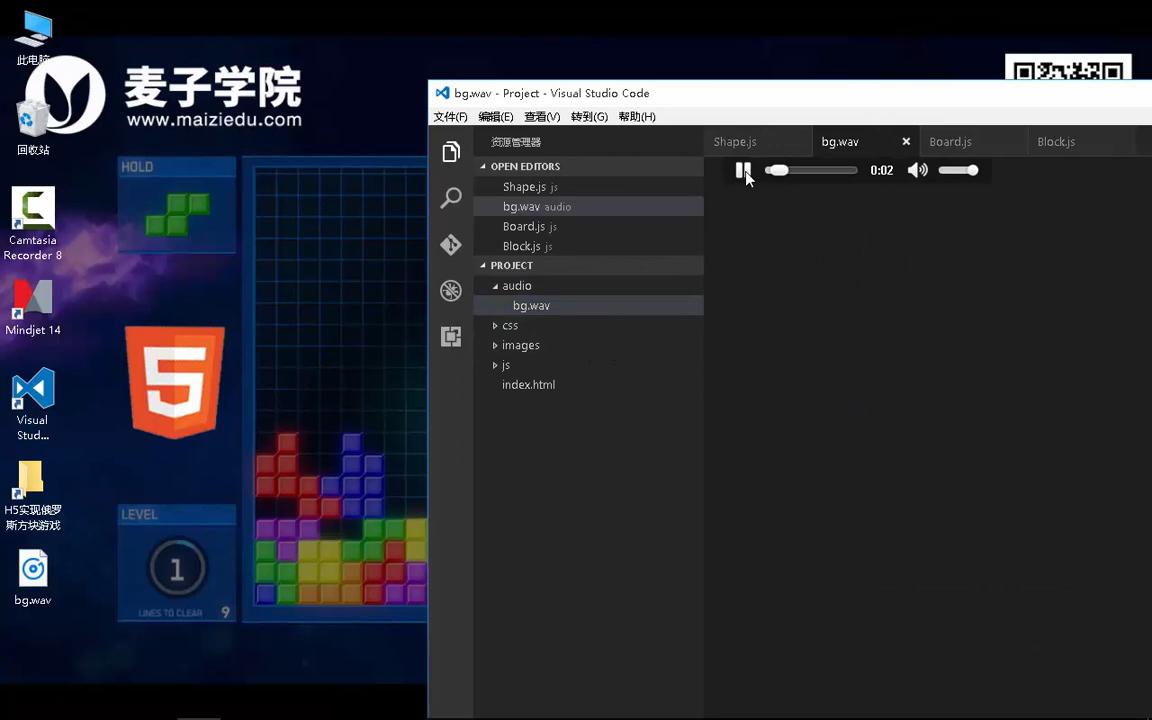 此电脑
麦子学院
www.maiziedu.com
回收站
HOLD
Camtasia
Recorder 8
Mindjet 14
Visual
Stud...
H5实现俄罗
斯方块游戏
bg.wav
LEVEL
1
LINES TO CLEAR 9
bg.wav - Project - Visual Studio Code
文件(F) 编辑(E) 查看(V) 转到(G) 帮助(H)
资源管理器
Shape.js bg.wav Board.js Block.js
0:02
OPEN EDITORS
Shape.js js
bg.wav audio
Board.js js
Block.js js
PROJECT
audio
bg.wav
css
images
js
index.html